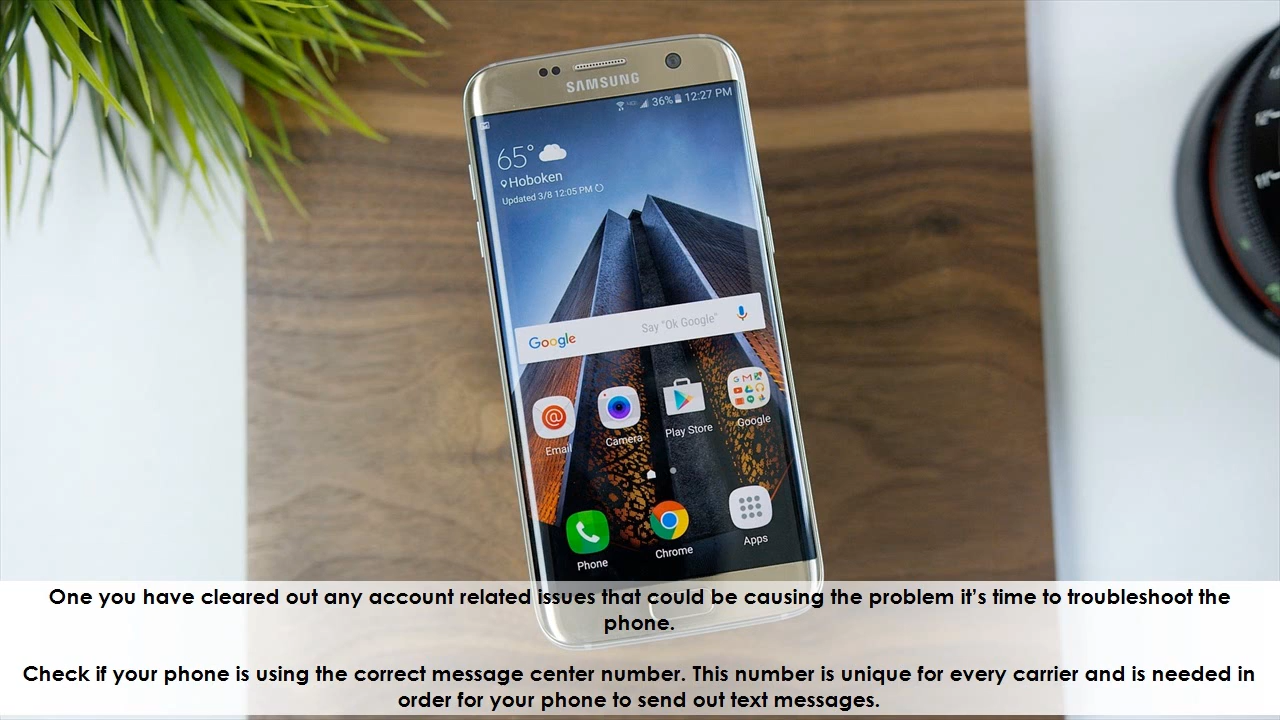 SAMSUNG
36% 12:27 PM
65°
Hoboken
Updated 3/8 12:05 PM
Google Say "Ok Google"
Email Camera Play Store Google
Phone Chrome Apps
One you have cleared out any account related issues that could be causing the problem it's time to troubleshoot the
phone.
Check if your phone is using the correct message center number. This number is unique for every carrier and is needed in
order for your phone to send out text messages.